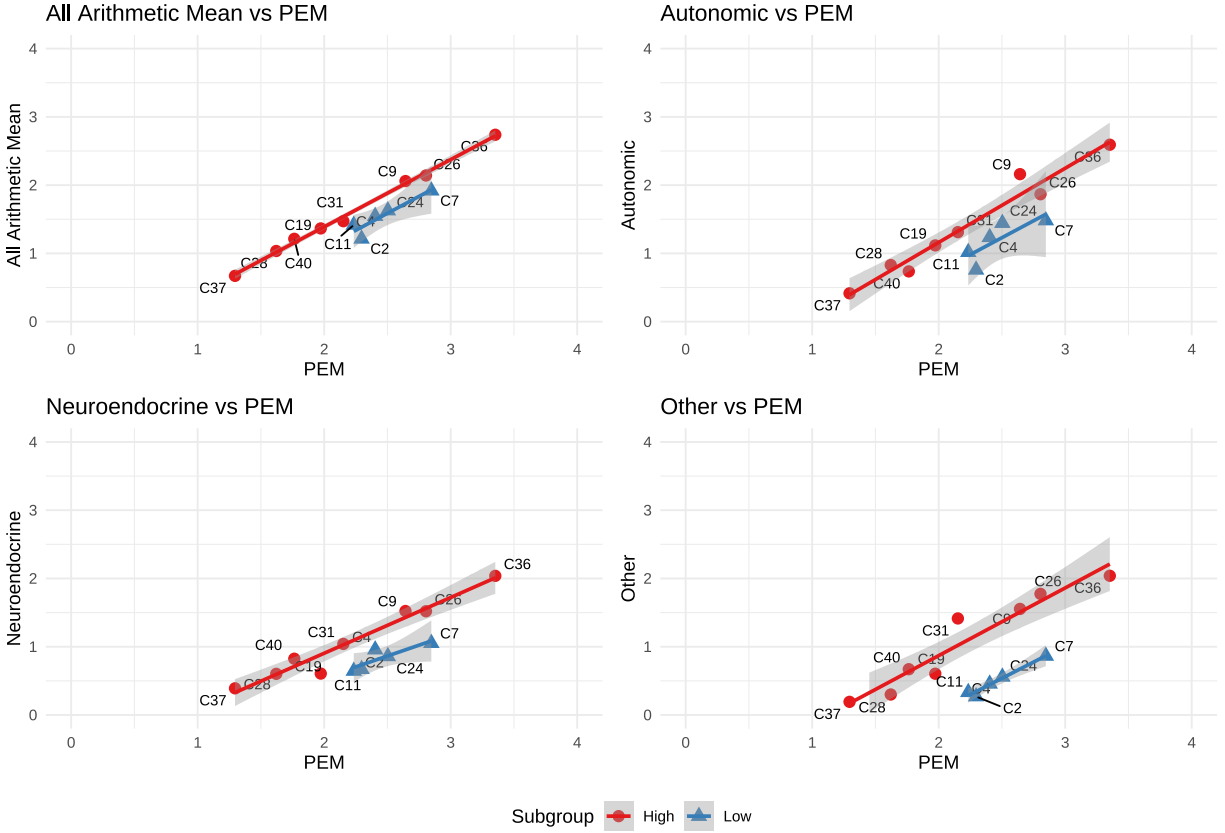 All Arithmetic Mean vs PEM
All Arithmetic Mean
4
3
2
1
0
C37
C28
C40
C19
C11
C31
C4
C2
C9
C24
C26
C7
C36
0 1 2 3 4
PEM
Autonomic vs PEM
Autonomic
4
3
2
1
0
C37
C28
C40
C19
C11
C31
C4
C2
C9
C24
C26
C7
C36
0 1 2 3 4
PEM
Neuroendocrine vs PEM
Neuroendocrine
4
3
2
1
0
C37
C28
C40
C19
C31
C11
C4
C2
C9
C24
C26
C7
C36
0 1 2 3 4
PEM
Other vs PEM
Other
4
3
2
1
0
C37
C28
C40
C19
C31
C11
C4
C2
C9
C24
C26
C7
C36
0 1 2 3 4
PEM
Subgroup High Low